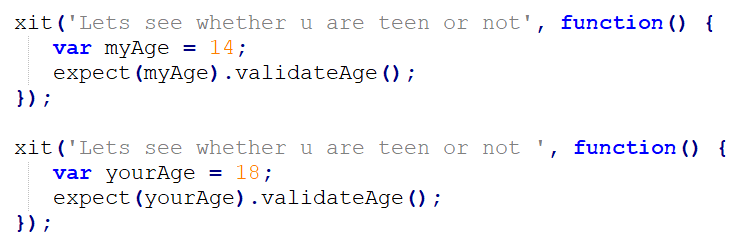 xit('Lets see whether u are teen or not', function() {
var myAge = 14;
expect(myAge).validateAge();
});
xit('Lets see whether u are teen or not ', function() {
var yourAge = 18;
expect(yourAge).validateAge();
});